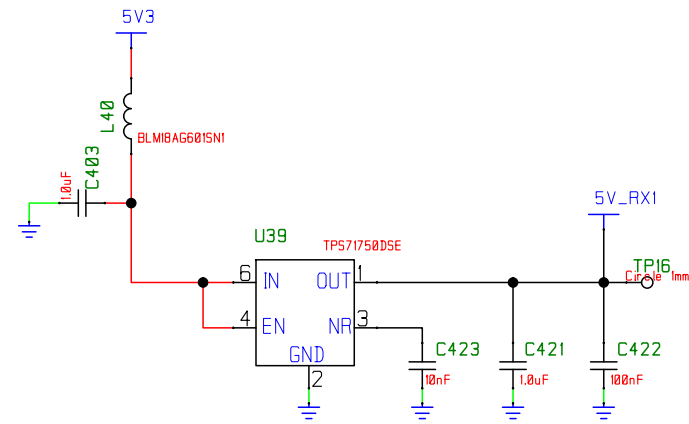 5V3
L40
BLM18AG601SN1
1.0uF
C403
5V_RX1
U39
TPS71750DSE
TP16
Circle 1mm
6
IN
OUT
1
4
EN
NR
3
GND
2
C423
10nF
C421
1.0uF
C422
100nF